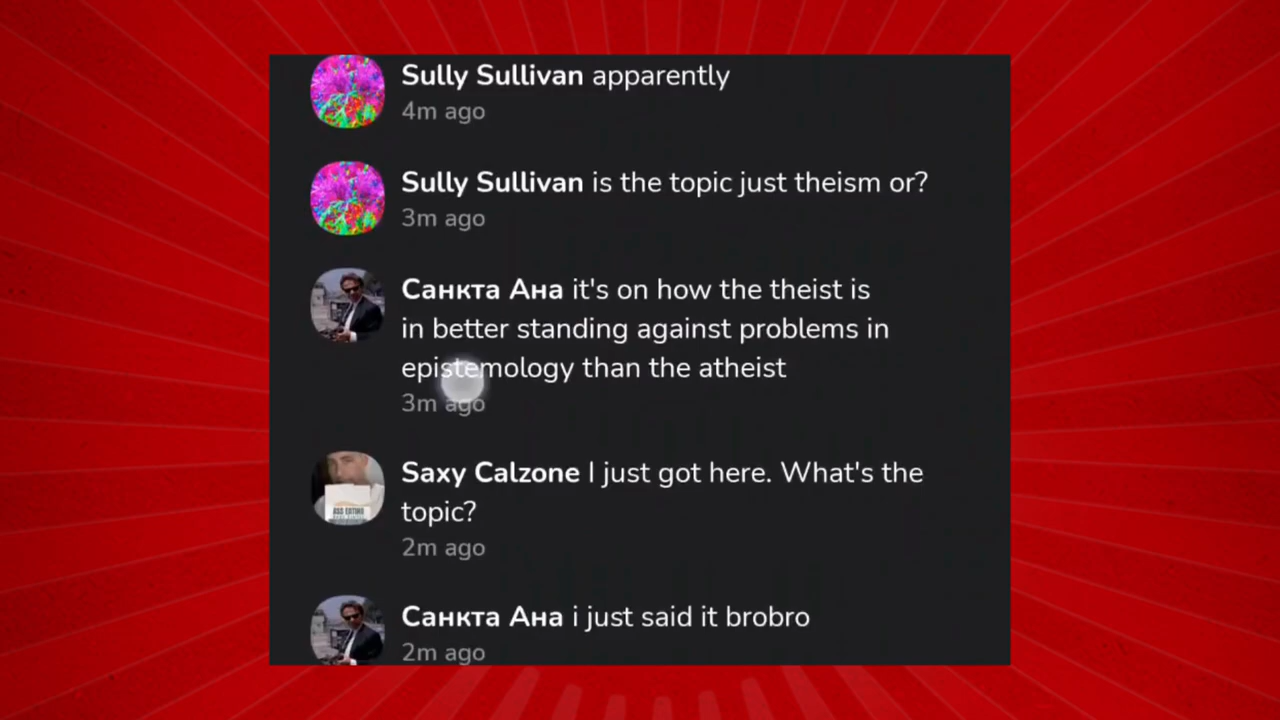 Sully Sullivan apparently
4m ago
Sully Sullivan is the topic just theism or?
3m ago
Санкта Ана it's on how the theist is
in better standing against problems in
epistemology than the atheist
3m ago
Saxy Calzone I just got here. What's the
topic?
2m ago
Санкта Ана i just said it brobro
2m ago